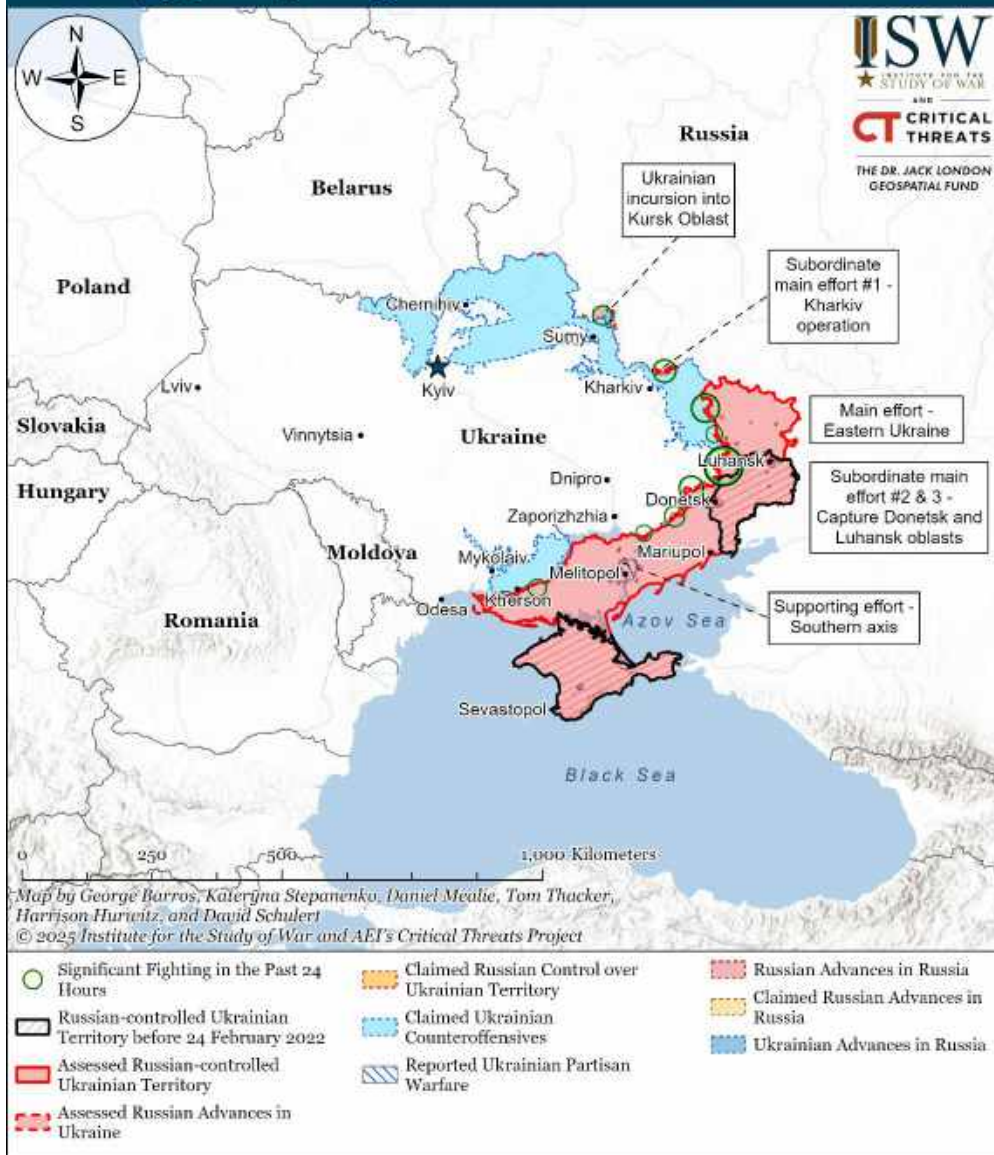 N
W
E
S
ISW
INSTITUTE FOR THE
STUDY OF WAR
AND
CT CRITICAL
THREATS
THE DR. JACK LONDON
GEOSPATIAL FUND
Russia
Ukrainian
incursion into
Kursk Oblast
Belarus
Subordinate
main effort #1 -
Kharkiv
operation
Poland
Chernihiv
Sumy
Kyiv
Kharkiv
Lviv
Slovakia
Vinnytsia
Ukraine
Main effort -
Eastern Ukraine
Luhansk
Hungary
Dnipro
Donetsk
Subordinate main
effort #2 & 3 -
Capture Donetsk and
Luhansk oblasts
Zaporizhzhia
Moldova
Mykolaiv
Mariupol
Melitopol
Odesa
Kherson
Romania
Azov Sea
Supporting effort -
Southern axis
Sevastopol
Black Sea
0 250 500 1,000 Kilometers
Map by George Barros, Kateryna Stepanenko, Daniel Mealie, Tom Thacker,
Harrison Hurwitz, and David Schulert
© 2025 Institute for the Study of War and AEI's Critical Threats Project
Significant Fighting in the Past 24
Hours
Russian-controlled Ukrainian
Territory before 24 February 2022
Assessed Russian-controlled
Ukrainian Territory
Assessed Russian Advances in
Ukraine
Claimed Russian Control over
Ukrainian Territory
Claimed Ukrainian
Counteroffensives
Reported Ukrainian Partisan
Warfare
Russian Advances in Russia
Claimed Russian Advances in
Russia
Ukrainian Advances in Russia